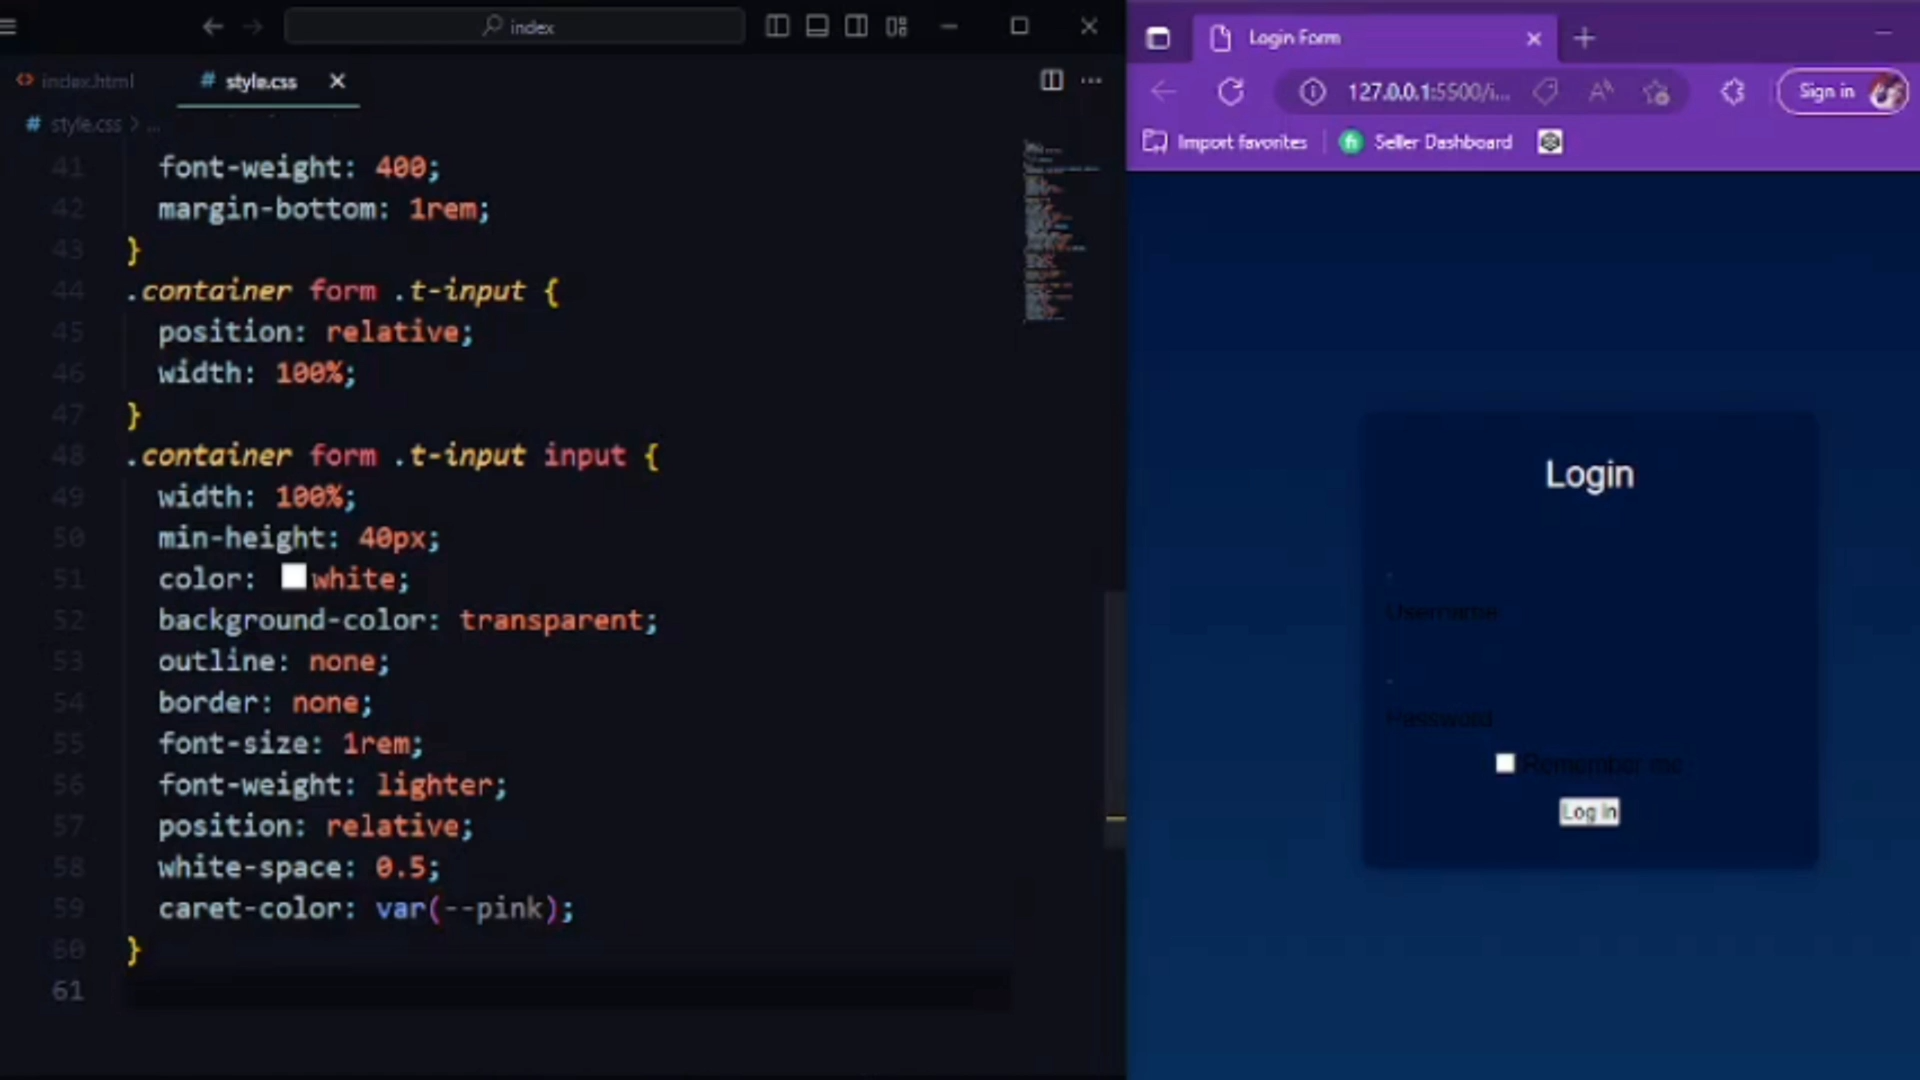 index
index.html
# style.css
# style.css > ...
41 font-weight: 400;
42 margin-bottom: 1rem;
43 }
44 .container form .t-input {
45 position: relative;
46 width: 100%;
47 }
48 .container form .t-input input {
49 width: 100%;
50 min-height: 40px;
51 color: white;
52 background-color: transparent;
53 outline: none;
54 border: none;
55 font-size: 1rem;
56 font-weight: lighter;
57 position: relative;
58 white-space: 0.5;
59 caret-color: var(--pink);
60 }
61
Login Form
127.0.0.1:5500/i...
Sign in
Import favorites
Seller Dashboard
Login
Username
Password
Remember me
Log In